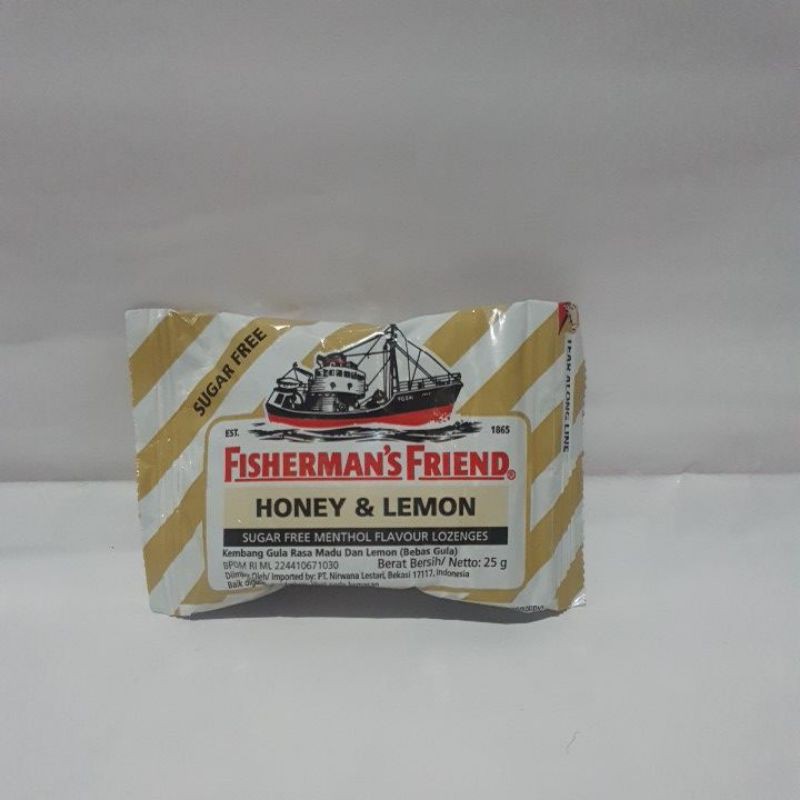 SUGAR FREE
TEAR ALONG LINE
EST.
1865
FISHERMAN'S FRIEND®
HONEY & LEMON
SUGAR FREE MENTHOL FLAVOUR LOZENGES
Kembang Gula Rasa Madu Dan Lemon (Bebas Gula)
BPOM RI ML 224410671030
Berat Bersih/ Netto: 25 g
Diimpor Oleh/ Imported by: PT. Nirwana Lestari, Bekasi 17117, Indonesia
Baik